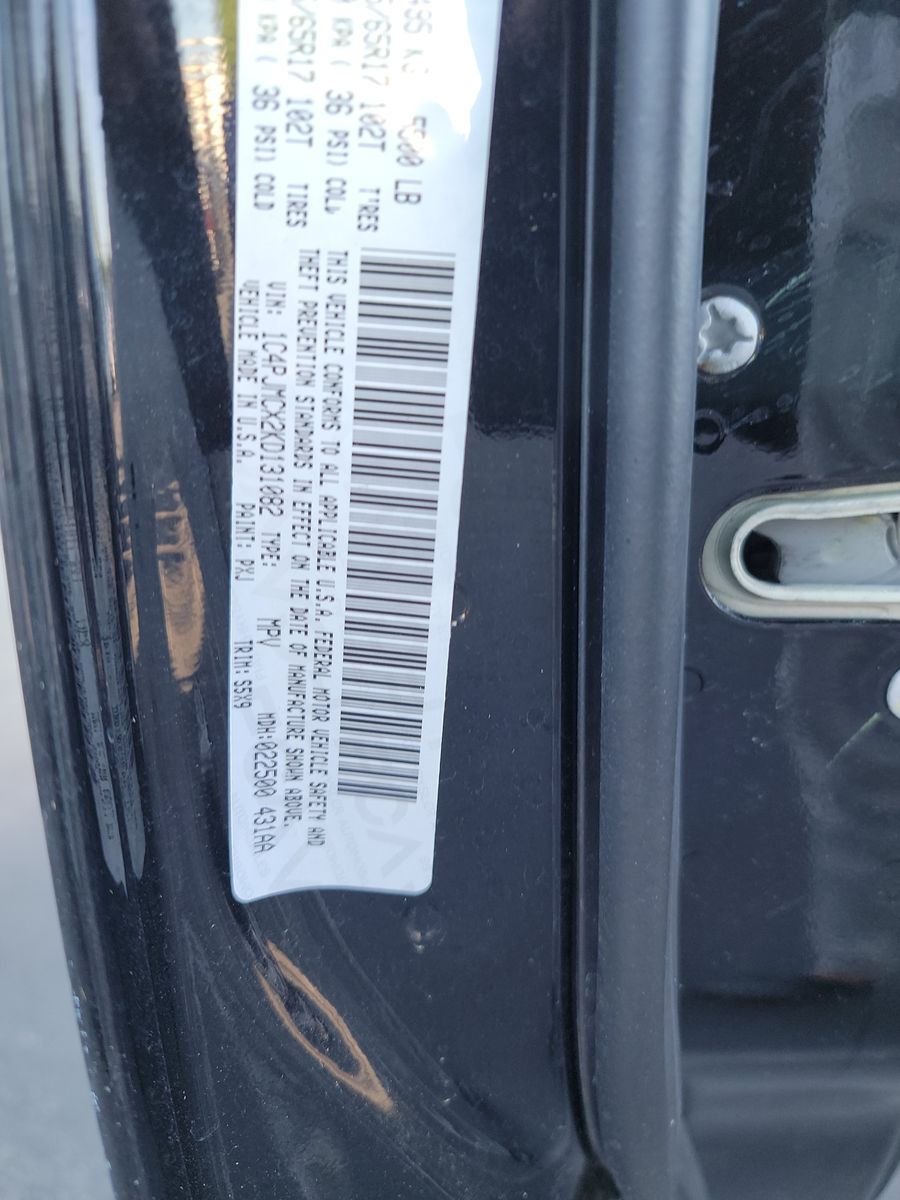 5600 LB
/65R17 102T TIRES
KPA ( 36 PSI) COLD
/65R17 102T TIRES
KPA ( 36 PSI) COLD
THIS VEHICLE CONFORMS TO ALL APPLICABLE U.S.A. FEDERAL MOTOR VEHICLE SAFETY AND
THEFT PREVENTION STANDARDS IN EFFECT ON THE DATE OF MANUFACTURE SHOWN ABOVE.
VIN: 1C4PJMCX2KD131082 TYPE: MPV MDH:022500 431AA
VEHICLE MADE IN U.S.A. PAINT: PXJ TRIM: S5X9